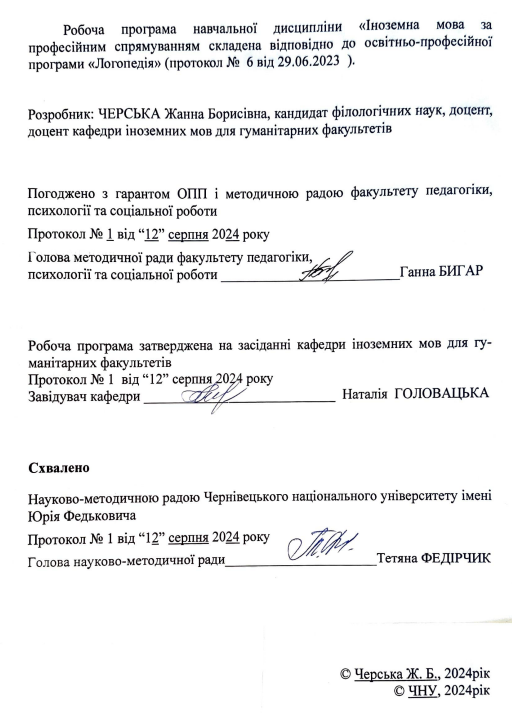 Робоча програма навчальної дисципліни «Іноземна мова за
професійним спрямуванням складена відповідно до освітньо-професійної
програми «Логопедія» (протокол № 6 від 29.06.2023 ).
Розробник: ЧЕРСЬКА Жанна Борисівна, кандидат філологічних наук, доцент,
доцент кафедри іноземних мов для гуманітарних факультетів
Погоджено з гарантом ОПП і методичною радою факультету педагогіки,
психології та соціальної роботи
Протокол № 1 від “12” серпня 2024 року
Голова методичної ради факультету педагогіки,
психології та соціальної роботи __________________________Ганна БИГАР
Робоча програма затверджена на засіданні кафедри іноземних мов для гу-
манітарних факультетів
Протокол № 1 від “12” серпня 2024 року
Завідувач кафедри ____________________________ Наталія ГОЛОВАЦЬКА
Схвалено
Науково-методичною радою Чернівецького національного університету імені
Юрія Федьковича
Протокол № 1 від “12” серпня 2024 року
Голова науково-методичної ради______________________Тетяна ФЕДІРЧИК
© Черська Ж. Б., 2024рік
© ЧНУ, 2024рік